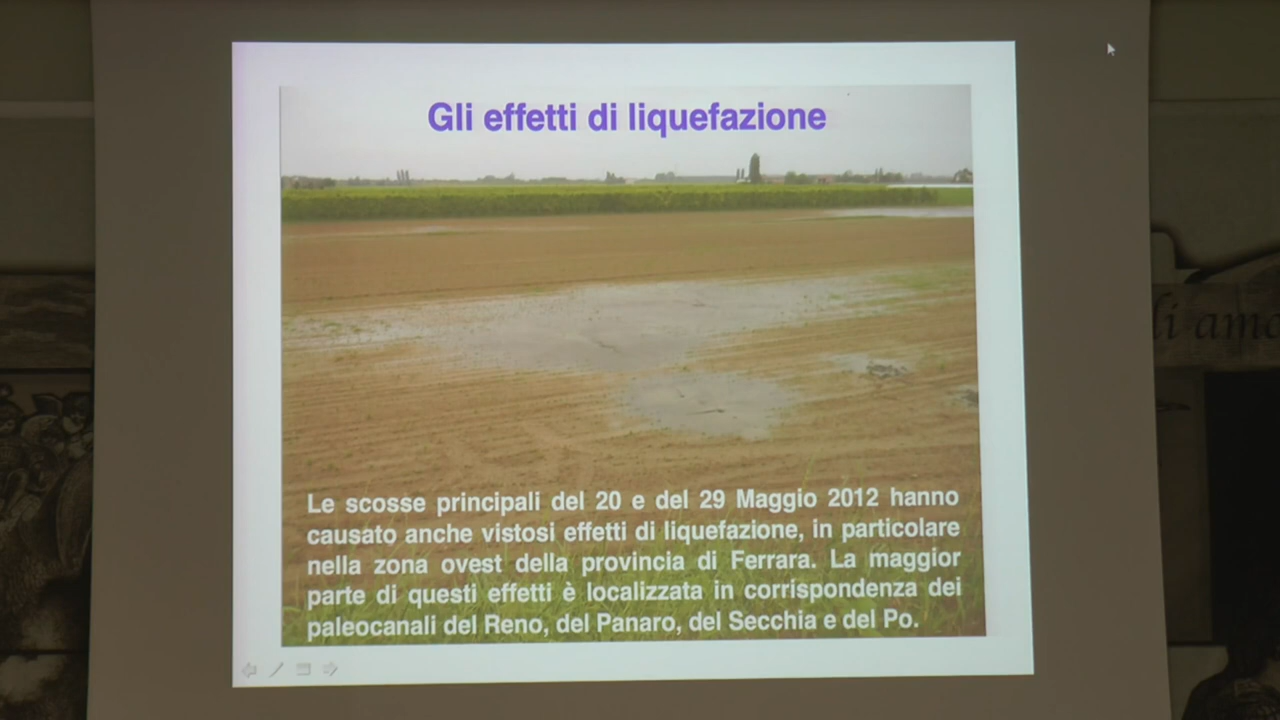 Gli effetti di liquefazione
Le scosse principali del 20 e del 29 Maggio 2012 hanno
causato anche vistosi effetti di liquefazione, in particolare
nella zona ovest della provincia di Ferrara. La maggior
parte di questi effetti è localizzata in corrispondenza dei
paleocanali del Reno, del Panaro, del Secchia e del Po.